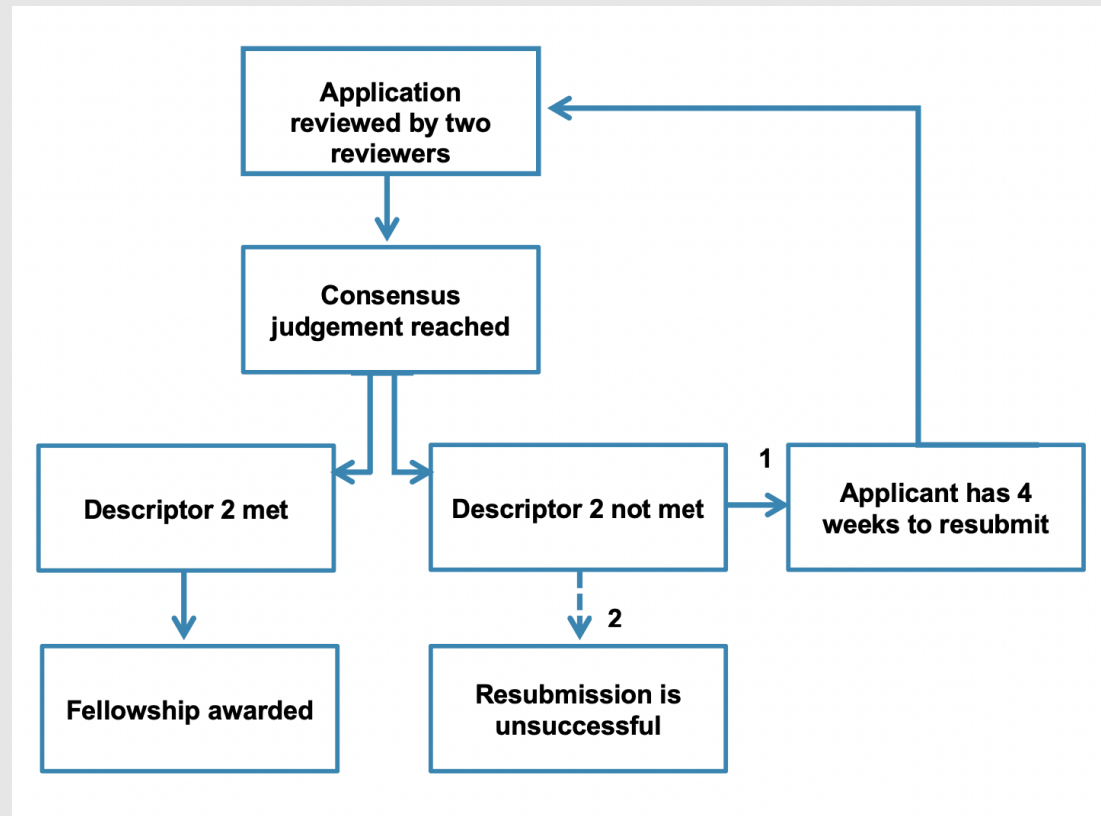 Application
reviewed by two
reviewers
Consensus
judgement reached
Descriptor 2 met
Descriptor 2 not met
1
Applicant has 4
weeks to resubmit
2
Fellowship awarded
Resubmission is
unsuccessful